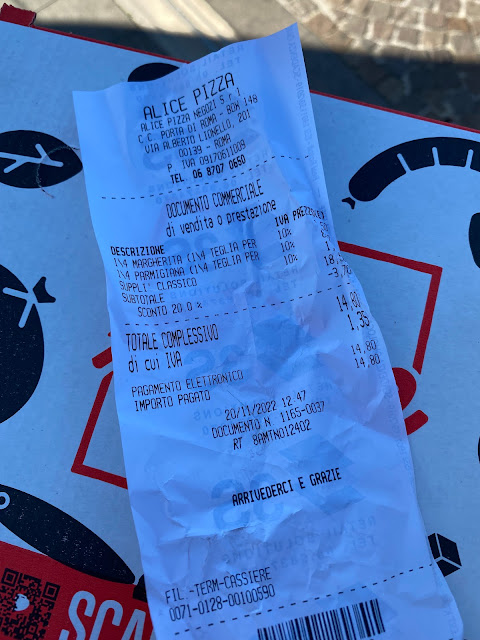 ALICE PIZZA
ALICE PIZZA NEGOZI S r l
C.C. PORTA DI ROMA - ROM 148
VIA ALBERTO LIONELLO, 201
00139 - ROMA
P IVA 09170611009
TEL. 06 8707 0650
DOCUMENTO COMMERCIALE
di vendita o prestazione
DESCRIZIONE IVA
1\4 MARGHERITA (1\4 TEGLIA PER 10%
1\4 PARMIGIANA (1\4 TEGLIA PER 10%
SUPPLI' CLASSICO 10%
SUBTOTALE
SCONTO 20.0 %
TOTALE COMPLESSIVO 14,80
di cui IVA 1,35
PAGAMENTO ELETTRONICO 14,80
IMPORTO PAGATO 14,80
20/11/2022 12:47
DOCUMENTO N. 1165-0037
RT 8AMTN012402
ARRIVEDERCI E GRAZIE
FIL.-TERM-CASSIERE
0071-0128-00100590
SCA